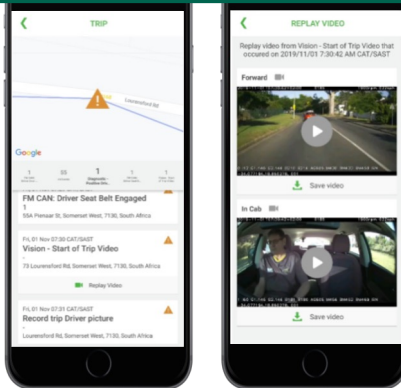 TRIP
Lourensford Rd
Google
1
55
1
1
1
Diagnostic -
FM CAN: Driver Seat Belt Engaged
1
55A Pienaar St, Somerset West, 7130, South Africa
Fri, 01 Nov 07:30 CAT/SAST
Vision - Start of Trip Video
-
73 Lourensford Rd, Somerset West, 7130, South Africa
Replay Video
Fri, 01 Nov 07:31 CAT/SAST
Record trip Driver picture
-
Lourensford Rd, Somerset West, 7130, South Africa
REPLAY VIDEO
Replay video from Vision - Start of Trip Video that
occured on 2019/11/01 7:30:42 AM CAT/SAST
Forward
Save video
In Cab
Save video